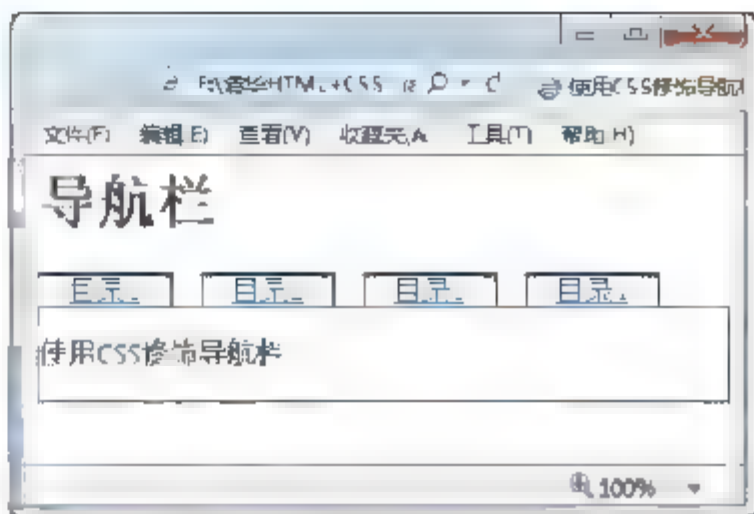 使用CSS修饰导航
文件(F) 编辑(E) 查看(V) 收藏夹(A) 工具(T) 帮助(H)
导航栏
目录 目录 目录 目录
使用CSS修饰导航栏
100%